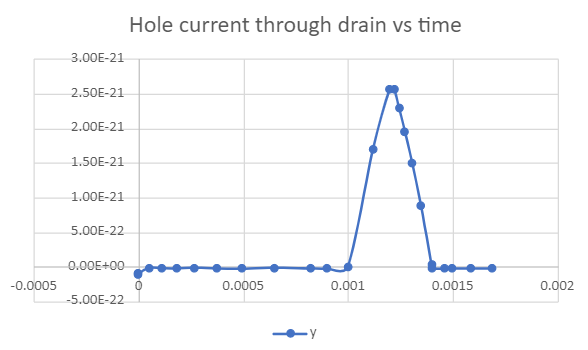 Hole current through drain vs time
3.00E-21
2.50E-21
2.00E-21
1.50E-21
1.00E-21
5.00E-22
0.00E+00
-0.0005 0 0.0005 0.001 0.0015 0.002
-5.00E-22
y